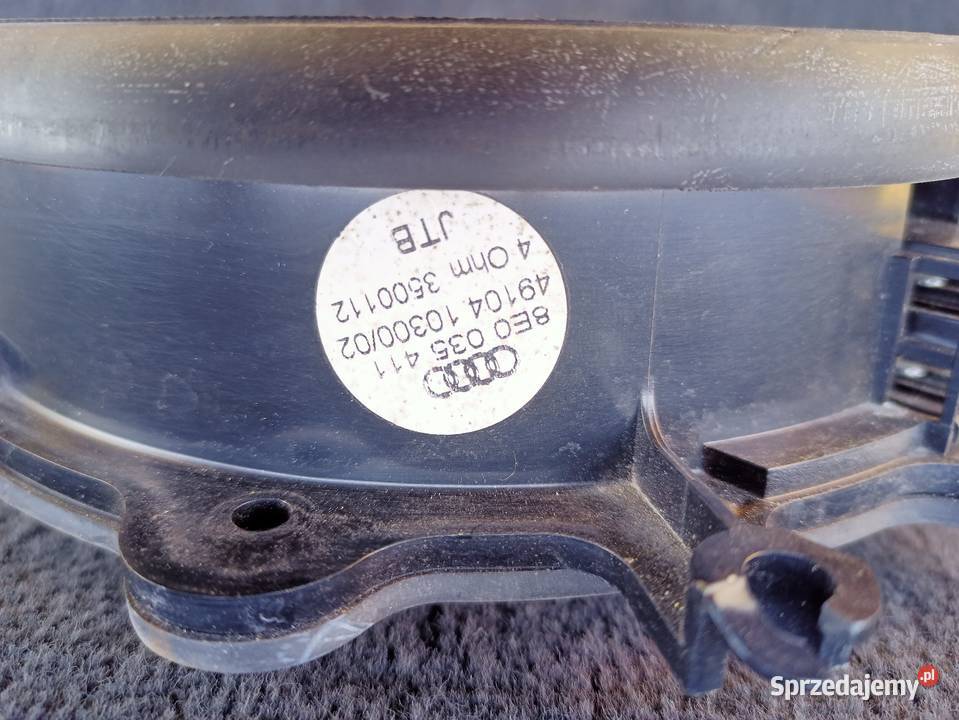 8E0 035 411
49104 10300/02
4 Ohm 3500112
JTB
Sprzedajemy.pl